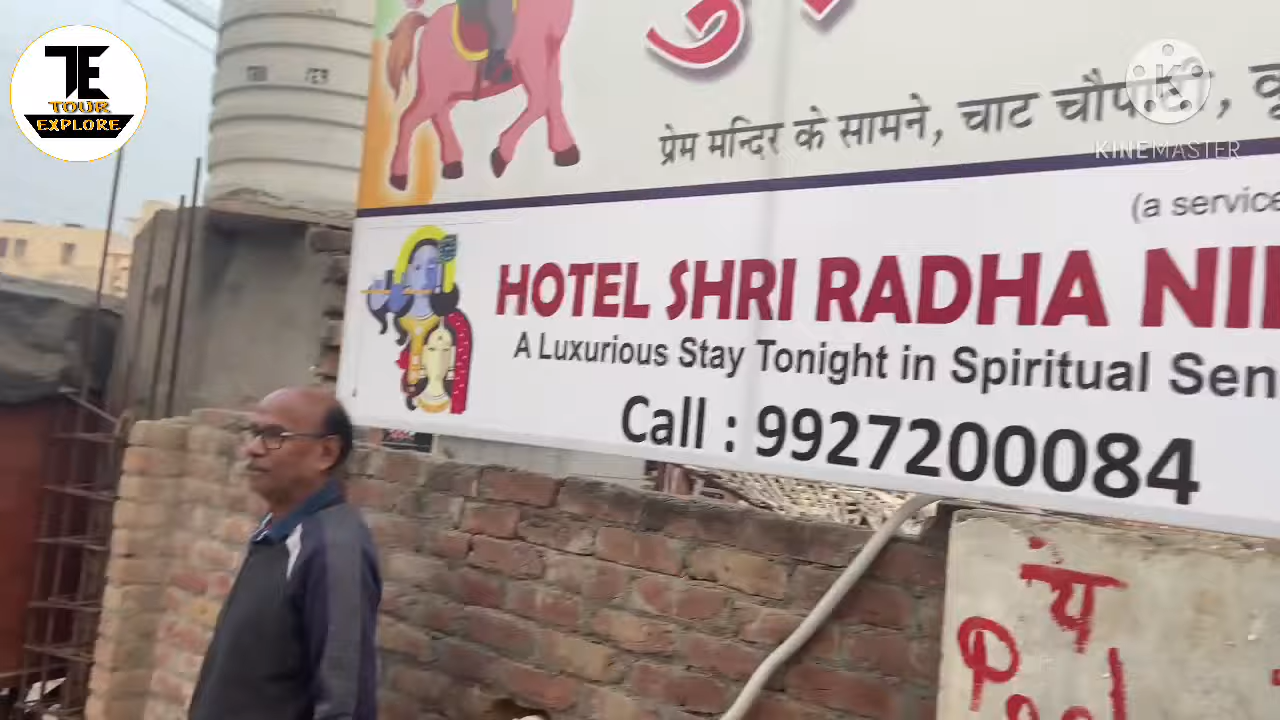 TE
TOUR
EXPLORE
प्रेम मन्दिर के सामने, चाट चौपाटी,
KINEMASTER
(a service
HOTEL SHRI RADHA
A Luxurious Stay Tonight in Spiritual
Call : 9927200084